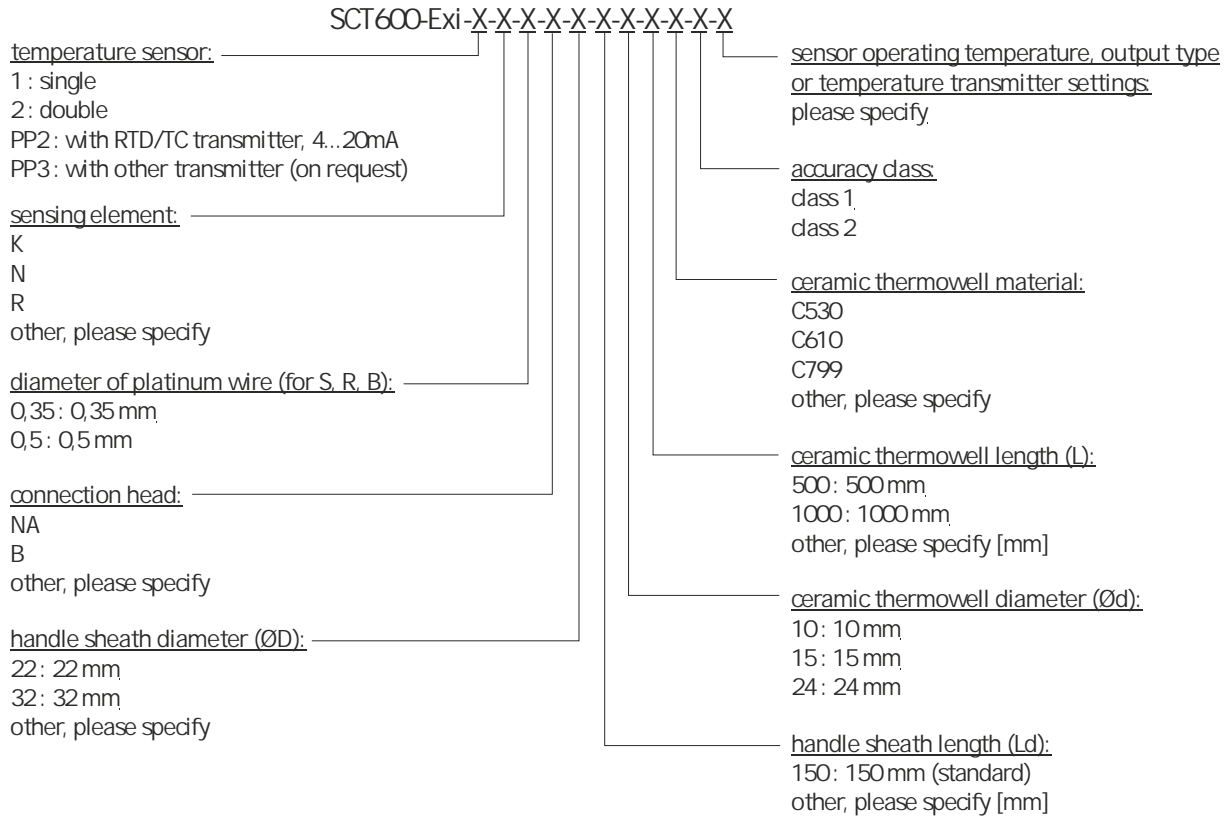 SCT600-Exi-X-X-X-X-X-X-X-X-X-X-X
temperature sensor:
1 : single
2 : double
PP2 : with RTD/TC transmitter, 4...20mA
PP3 : with other transmitter (on request)
sensing element:
K
N
R
other, please specify
diameter of platinum wire (for S, R, B):
0,35 : 0,35 mm
0,5 : 0,5 mm
connection head:
NA
B
other, please specify
handle sheath diameter (ØD):
22 : 22 mm
32 : 32 mm
other, please specify
sensor operating temperature, output type
or temperature transmitter settings:
please specify
accuracy class:
class 1
class 2
ceramic thermowell material:
C530
C610
C799
other, please specify
ceramic thermowell length (L):
500 : 500 mm
1000 : 1000 mm
other, please specify [mm]
ceramic thermowell diameter (Ød):
10 : 10 mm
15 : 15 mm
24 : 24 mm
handle sheath length (Ld):
150 : 150 mm (standard)
other, please specify [mm]